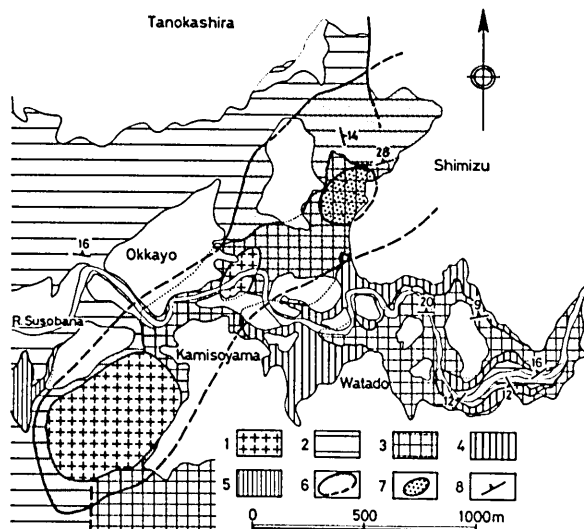 Tanokashira
14
28
Shimizu
16
Okkayo
R.Susobana
20
9
Kamisoyama
Watado
16
12
2
1
2
3
4
5
6
7
8
0
500
1000m